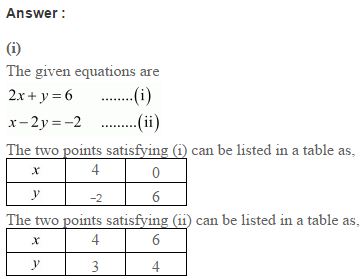 Answer :
(i)
The given equations are
2x + y = 6 ........(i)
x − 2y = −2 .........(ii)
The two points satisfying (i) can be listed in a table as,
x 4 0
y −2 6
The two points satisfying (ii) can be listed in a table as,
x 4 6
y 3 4